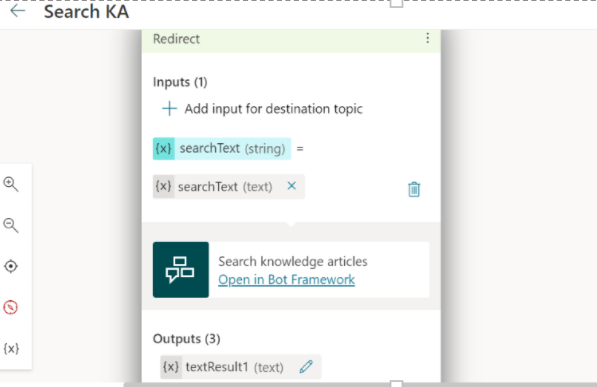 Search KA
Redirect
Inputs (1)
Add input for destination topic
{x} searchText (string) =
{x} searchText (text) ×
Search knowledge articles
Open in Bot Framework
{x}
Outputs (3)
{x} textResult1 (text)